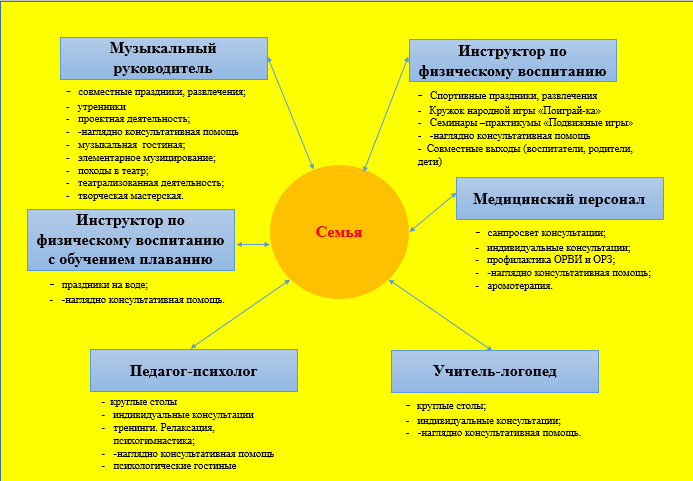 Музыкальный
руководитель
- совместные праздники, развлечения;
- утренники
- проектная деятельность;
- -наглядно консультативная помощь
- музыкальная гостиная;
- элементарное музицирование;
- походы в театр;
- театрализованная деятельность;
- творческая мастерская.
Инструктор по
физическому воспитанию
- Спортивные праздники, развлечения
- Кружок народной игры «Поиграй-ка»
- Семинары –практикумы «Подвижные игры»
- -наглядно консультативная помощь
- Совместные выходы (воспитатели, родители,
дети)
Семья
Медицинский персонал
- санпросвет консультации;
- индивидуальные консультации;
- профилактика ОРВИ и ОРЗ;
- -наглядно консультативная помощь;
- аромотерапия.
Инструктор по
физическому воспитанию
с обучением плаванию
- праздники на воде;
- -наглядно консультативная помощь.
Педагог-психолог
- круглые столы
- индивидуальные консультации
- тренинги. Релаксация,
психогимнастика;
- -наглядно консультативная помощь
- психологические гостиные
Учитель-логопед
- круглые столы;
- индивидуальные консультации;
- -наглядно консультативная помощь.